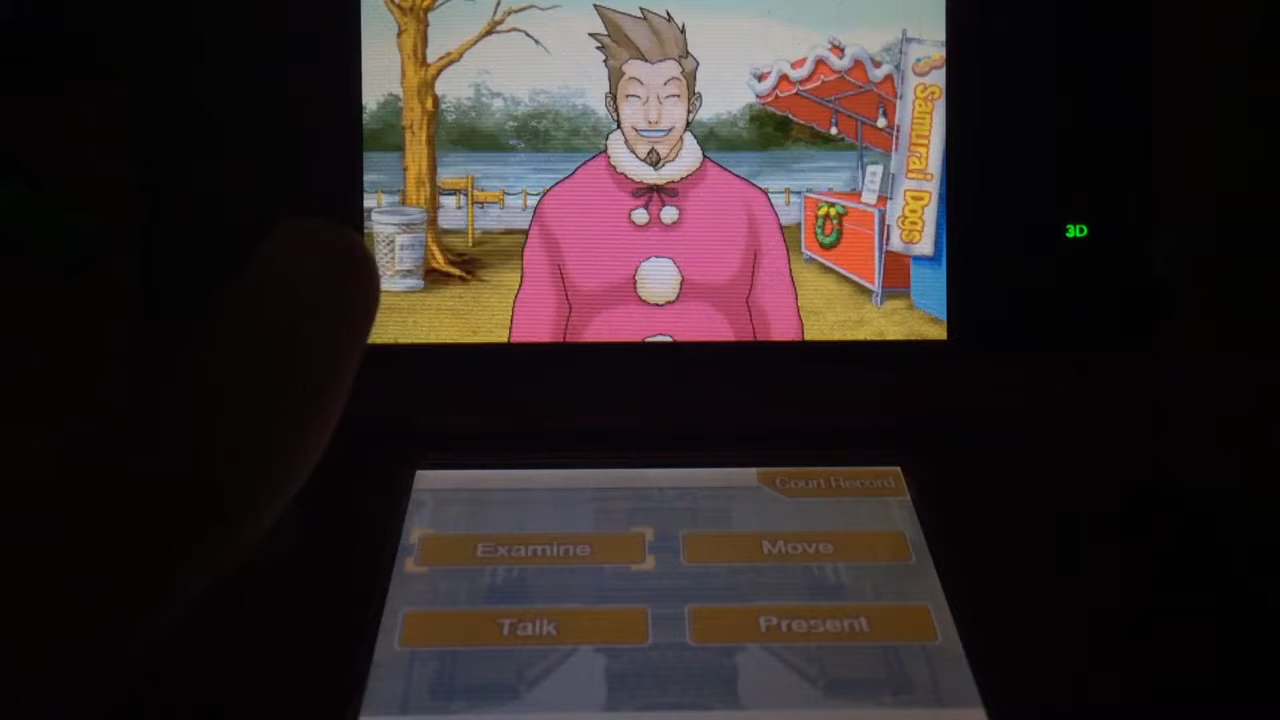 Samurai Dogs
3D
Court Record
Examine
Move
Talk
Present